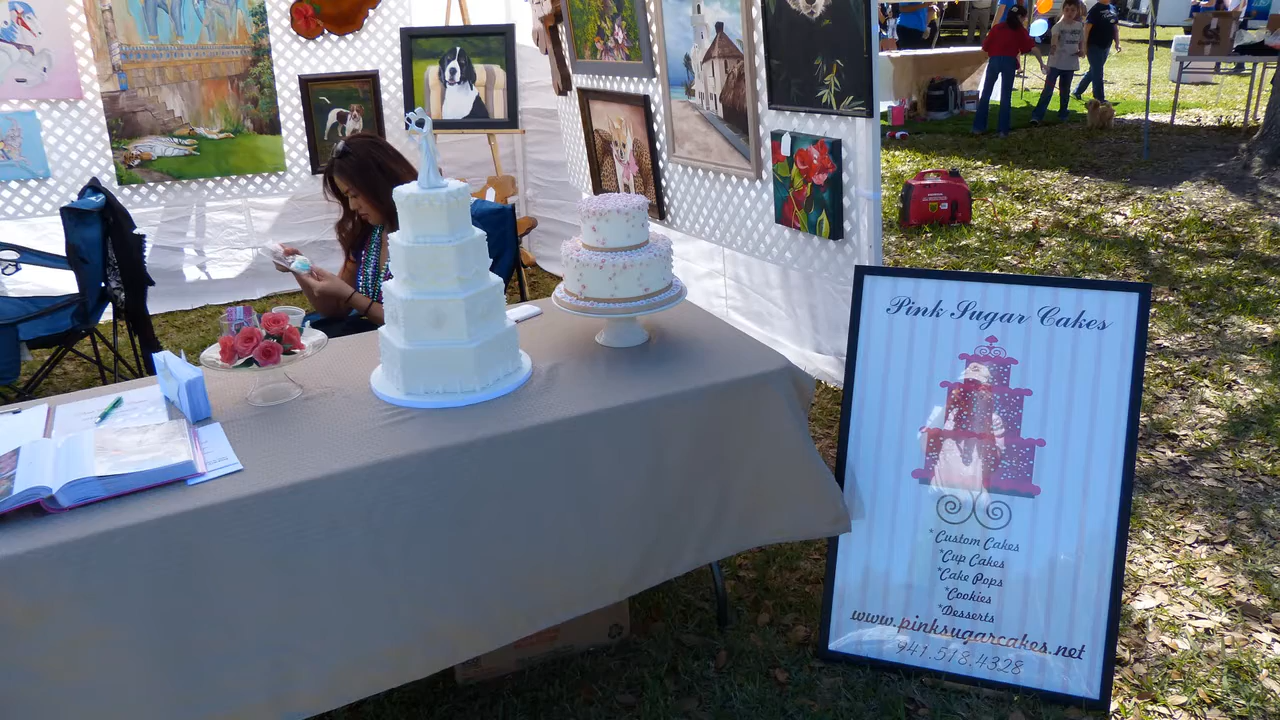 Pink Sugar Cakes
*Custom Cakes
*Cup Cakes
*Cake Pops
*Cookies
*Desserts
www.pinksugarcakes.net
941.518.4328